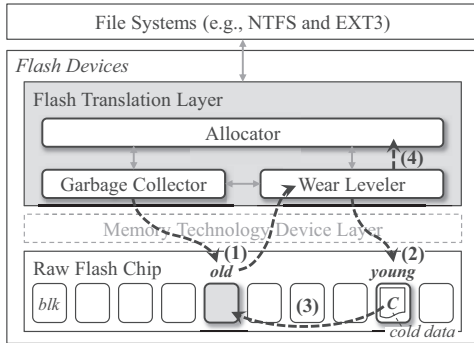 File Systems (e.g., NTFS and EXT3)
Flash Devices
Flash Translation Layer
Allocator
(4)
Garbage Collector
Wear Leveler
Memory Technology Device Layer
(1)
(2)
Raw Flash Chip
old
young
blk
(3)
C
cold data